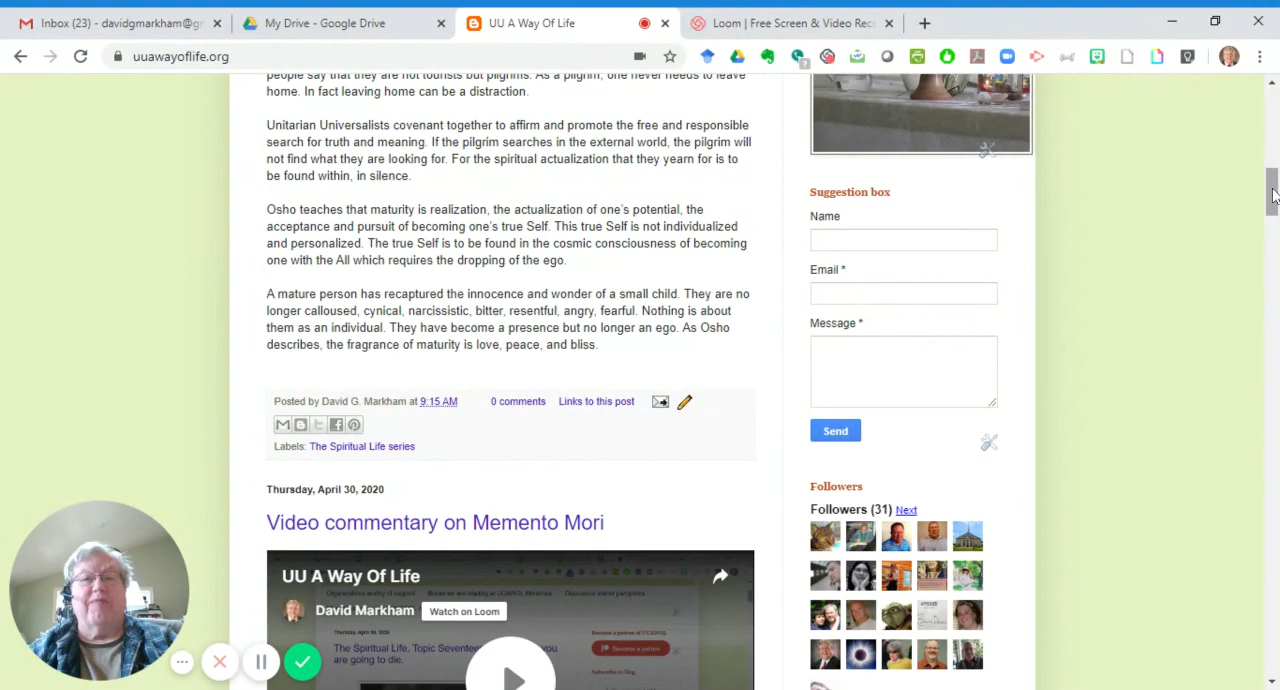 Inbox (23) - davidgmarkham@gr
My Drive - Google Drive
UU A Way Of Life
Loom | Free Screen & Video Rec
uuawayoflife.org
people say that they are not tourists but pilgrims. As a pilgrim, one never needs to leave
home. In fact leaving home can be a distraction.
Unitarian Universalists covenant together to affirm and promote the free and responsible
search for truth and meaning. If the pilgrim searches in the external world, the pilgrim will
not find what they are looking for. For the spiritual actualization that they yearn for is to
be found within, in silence.
Osho teaches that maturity is realization, the actualization of one's potential, the
acceptance and pursuit of becoming one's true Self. This true Self is not individualized
and personalized. The true Self is to be found in the cosmic consciousness of becoming
one with the All which requires the dropping of the ego.
A mature person has recaptured the innocence and wonder of a small child. They are no
longer calloused, cynical, narcissistic, bitter, resentful, angry, fearful. Nothing is about
them as an individual. They have become a presence but no longer an ego. As Osho
describes, the fragrance of maturity is love, peace, and bliss.
Posted by David G. Markham at 9:15 AM 0 comments Links to this post
Labels: The Spiritual Life series
Thursday, April 30, 2020
Video commentary on Memento Mori
UU A Way Of Life
David Markham Watch on Loom
Thursday, April 30, 2020
The Spiritual Life, Topic Sevente
you
are going to die.
Become a patron
Subscribe to blog
Suggestion box
Name
Email *
Message *
Send
Followers
Followers (31) Next